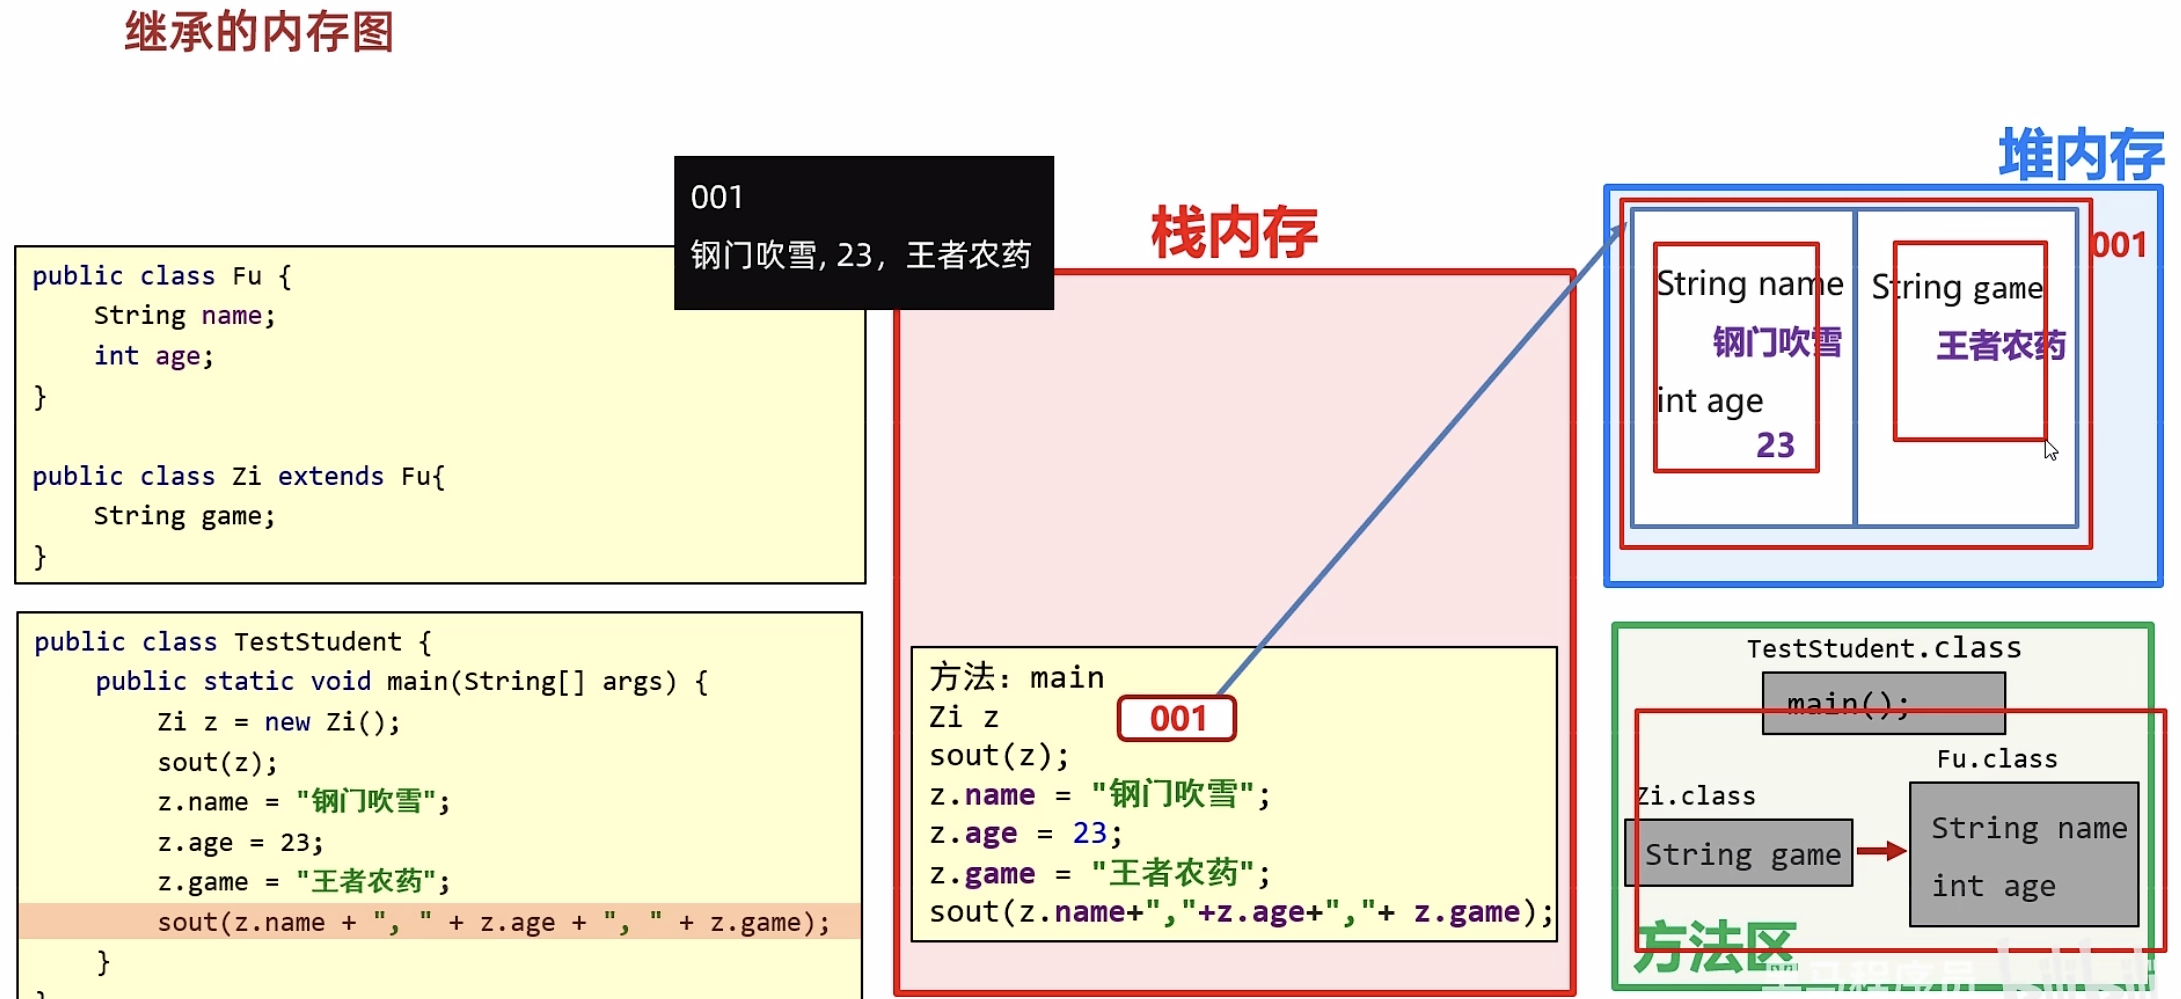 继承的内存图
public class Fu {
String name;
int age;
}
public class Zi extends Fu{
String game;
}
public class TestStudent {
public static void main(String[] args) {
Zi z = new Zi();
sout(z);
z.name = "钢门吹雪";
z.age = 23;
z.game = "王者农药";
sout(z.name + ", " + z.age + ", " + z.game);
}
}
001
钢门吹雪, 23, 王者农药
栈内存
方法：main
Zi z 001
sout(z);
z.name = "钢门吹雪";
z.age = 23;
z.game = "王者农药";
sout(z.name+","+z.age+","+ z.game);
堆内存
001
String name
钢门吹雪
int age
23
String game
王者农药
TestStudent.class
main();
Zi.class
String game
Fu.class
String name
int age
方法区